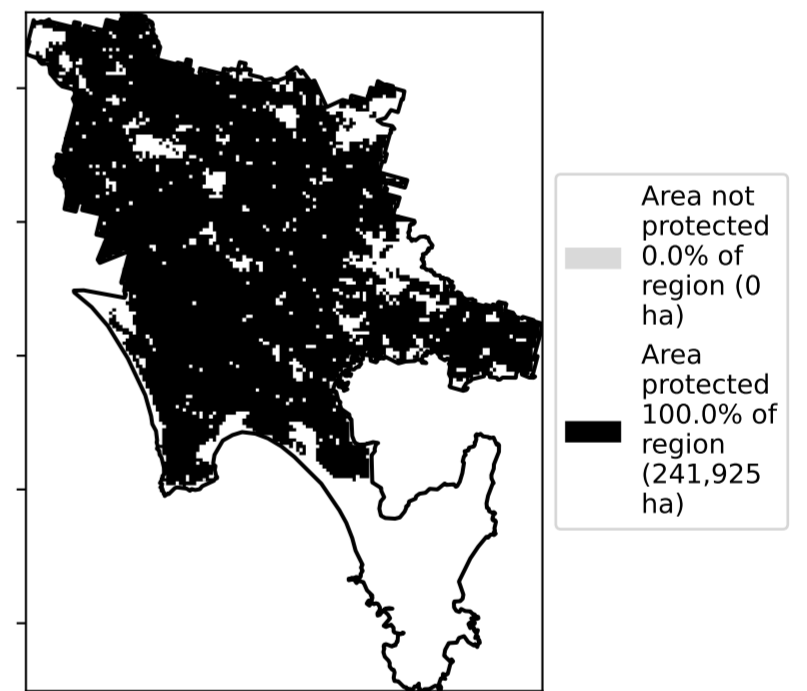 Area not
protected
0.0% of
region (0
ha)
Area
protected
100.0% of
region
(241,925
ha)